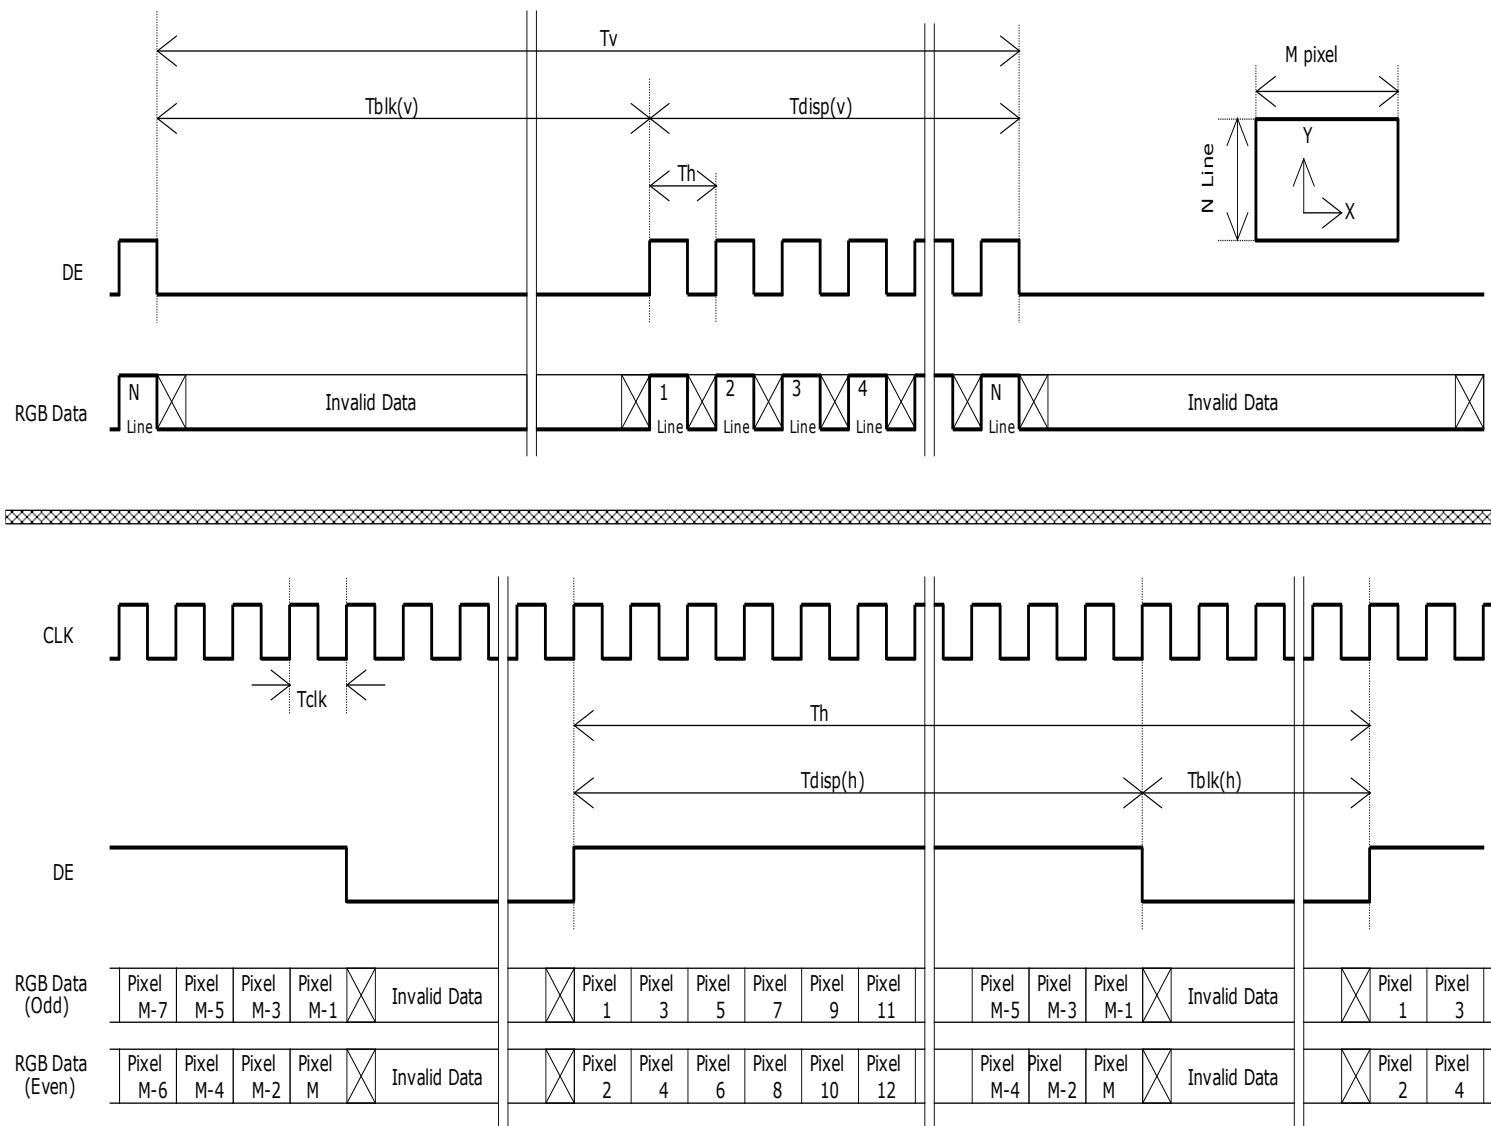 Tv
M pixel
Tblk(v) Tdisp(v)
Y
N Line
Th
X
DE
N 1 2 3 4 N
Invalid Data Invalid Data
RGB Data
Line Line Line Line Line Line
CLK
Tclk
Th
Tdisp(h) Tblk(h)
DE
RGB Data Pixel Pixel Pixel Pixel Pixel Pixel Pixel Pixel Pixel Pixel Pixel Pixel Pixel Pixel Pixel
Invalid Data Invalid Data
(Odd) M-7 M-5 M-3 M-1 1 3 5 7 9 11 M-5 M-3 M-1 1 3
RGB Data Pixel Pixel Pixel Pixel Pixel Pixel Pixel Pixel Pixel Pixel Pixel Pixel Pixel Pixel Pixel
Invalid Data Invalid Data
(Even) M-6 M-4 M-2 M 2 4 6 8 10 12 M-4 M-2 M 2 4